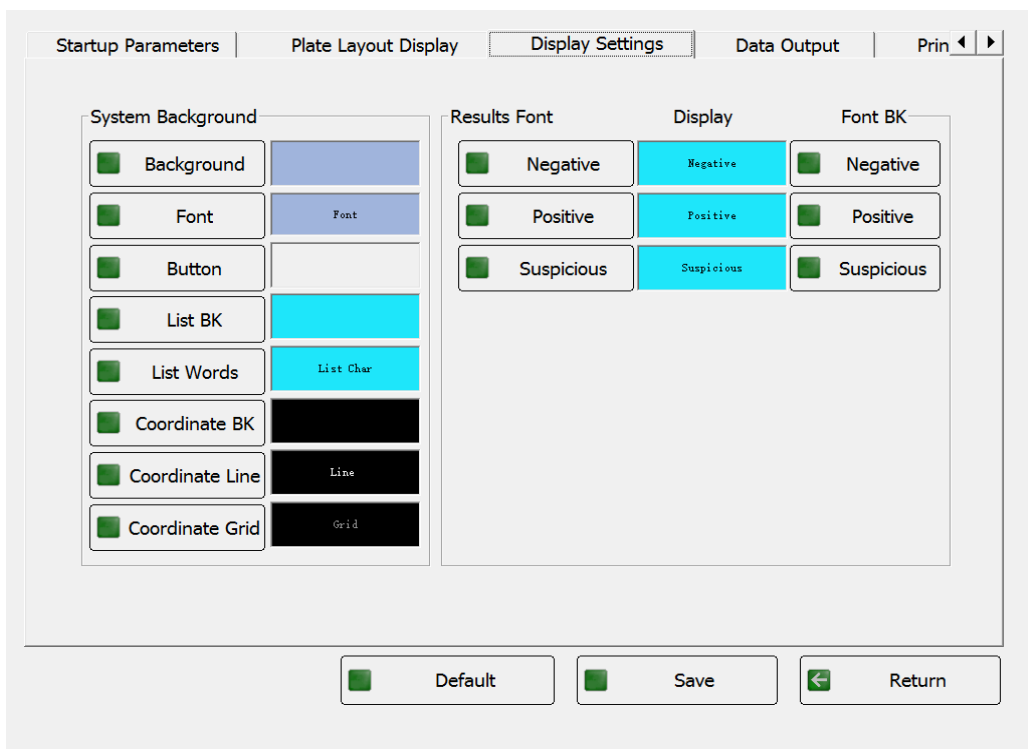 Startup Parameters Plate Layout Display Display Settings Data Output Prin
System Background
Background
Font Font
Button
List BK
List Words List Char
Coordinate BK
Coordinate Line Line
Coordinate Grid Grid
Results Font Display Font BK
Negative Negative Negative
Positive Positive Positive
Suspicious Suspicious Suspicious
Default Save Return